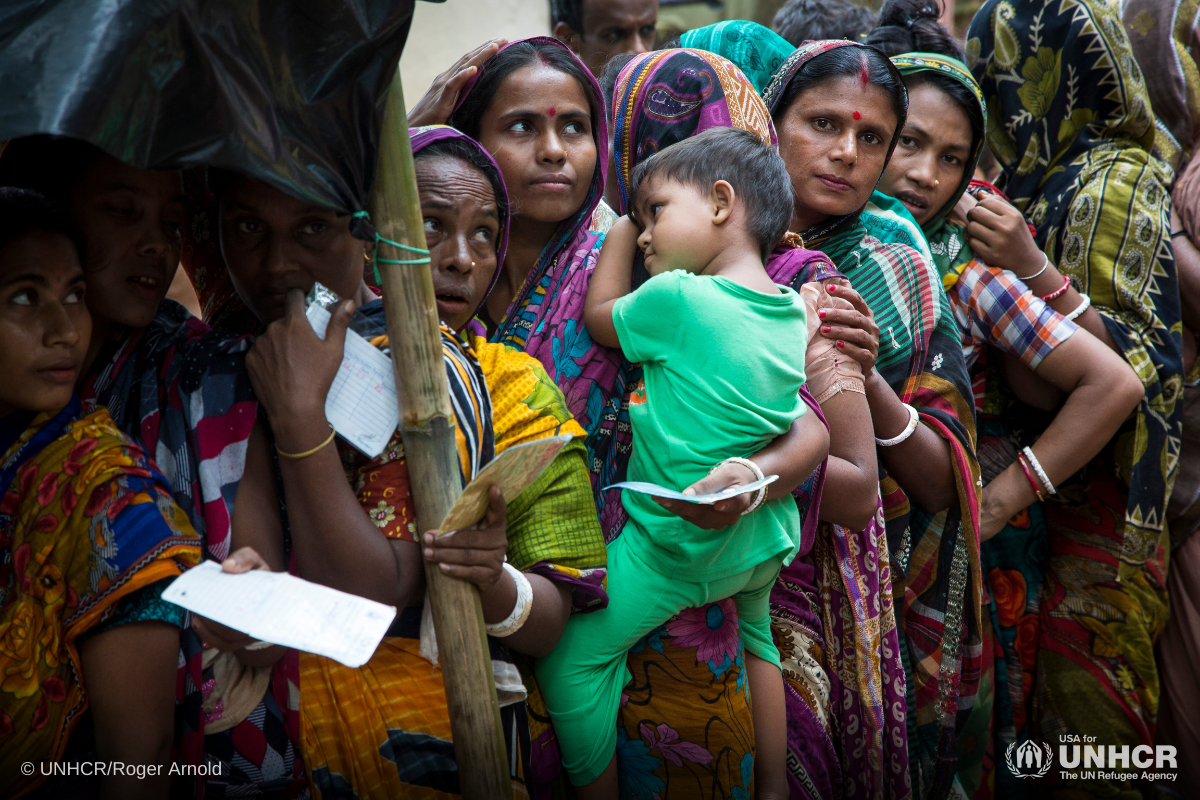 © UNHCR/Roger Arnold
USA for
UNHCR
The UN Refugee Agency